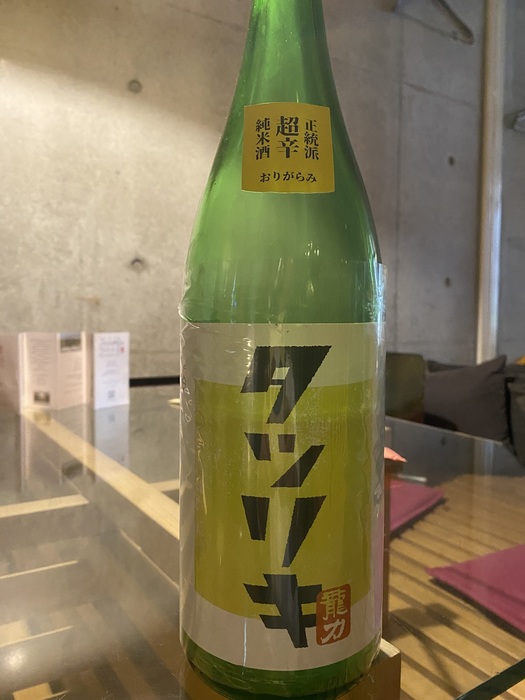 正統派
超辛
純米酒
おりがらみ
タツリキ
龍力